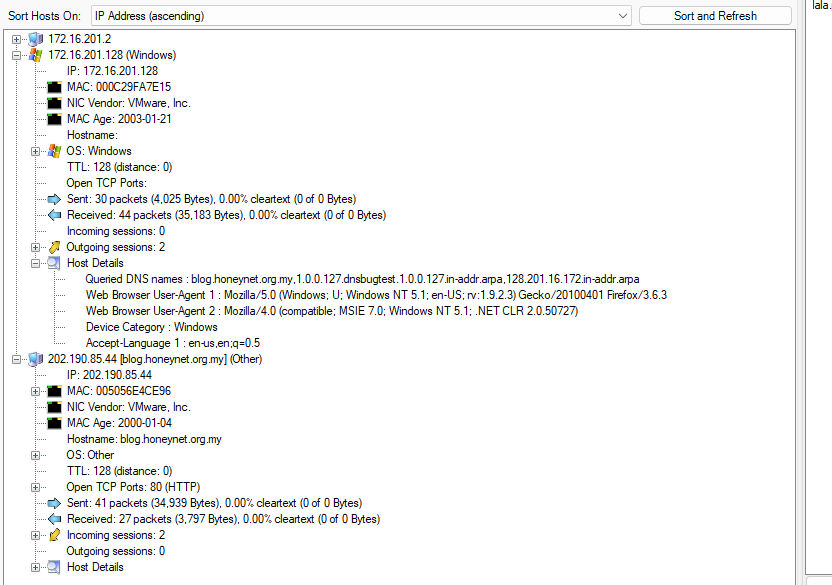 Sort Hosts On: IP Address (ascending) Sort and Refresh
lala.
172.16.201.2
172.16.201.128 (Windows)
IP: 172.16.201.128
MAC: 000C29FA7E15
NIC Vendor: VMware, Inc.
MAC Age: 2003-01-21
Hostname:
OS: Windows
TTL: 128 (distance: 0)
Open TCP Ports:
Sent: 30 packets (4,025 Bytes), 0.00% cleartext (0 of 0 Bytes)
Received: 44 packets (35,183 Bytes), 0.00% cleartext (0 of 0 Bytes)
Incoming sessions: 0
Outgoing sessions: 2
Host Details
Queried DNS names : blog.honeynet.org.my,1.0.0.127.dnsbugtest.1.0.0.127.in-addr.arpa,128.201.16.172.in-addr.arpa
Web Browser User-Agent 1 : Mozilla/5.0 (Windows; U; Windows NT 5.1; en-US; rv:1.9.2.3) Gecko/20100401 Firefox/3.6.3
Web Browser User-Agent 2 : Mozilla/4.0 (compatible; MSIE 7.0; Windows NT 5.1; .NET CLR 2.0.50727)
Device Category : Windows
Accept-Language 1 : en-us,en;q=0.5
202.190.85.44 [blog.honeynet.org.my] (Other)
IP: 202.190.85.44
MAC: 005056E4CE96
NIC Vendor: VMware, Inc.
MAC Age: 2000-01-04
Hostname: blog.honeynet.org.my
OS: Other
TTL: 128 (distance: 0)
Open TCP Ports: 80 (HTTP)
Sent: 41 packets (34,939 Bytes), 0.00% cleartext (0 of 0 Bytes)
Received: 27 packets (3,797 Bytes), 0.00% cleartext (0 of 0 Bytes)
Incoming sessions: 2
Outgoing sessions: 0
Host Details